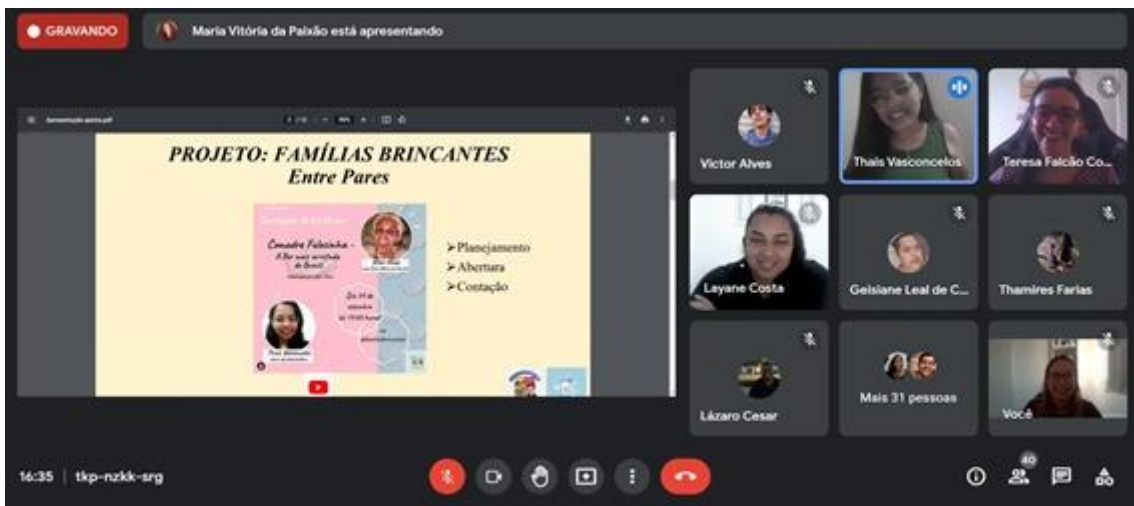 GRAVANDO
Maria Vitória da Paixão está apresentando
PROJETO: FAMÍLIAS BRINCANTES
Entre Pares
Comadre Fulozinha -
do Brasil
➢Planejamento
➢Abertura
➢Contação
Victor Alves
Thais Vasconcelos
Teresa Falcão Co...
Layane Costa
Geisiane Leal de C...
Thamires Farias
Lázaro Cesar
Mais 31 pessoas
Você
16:35 | tkp-nzkk-srg
40